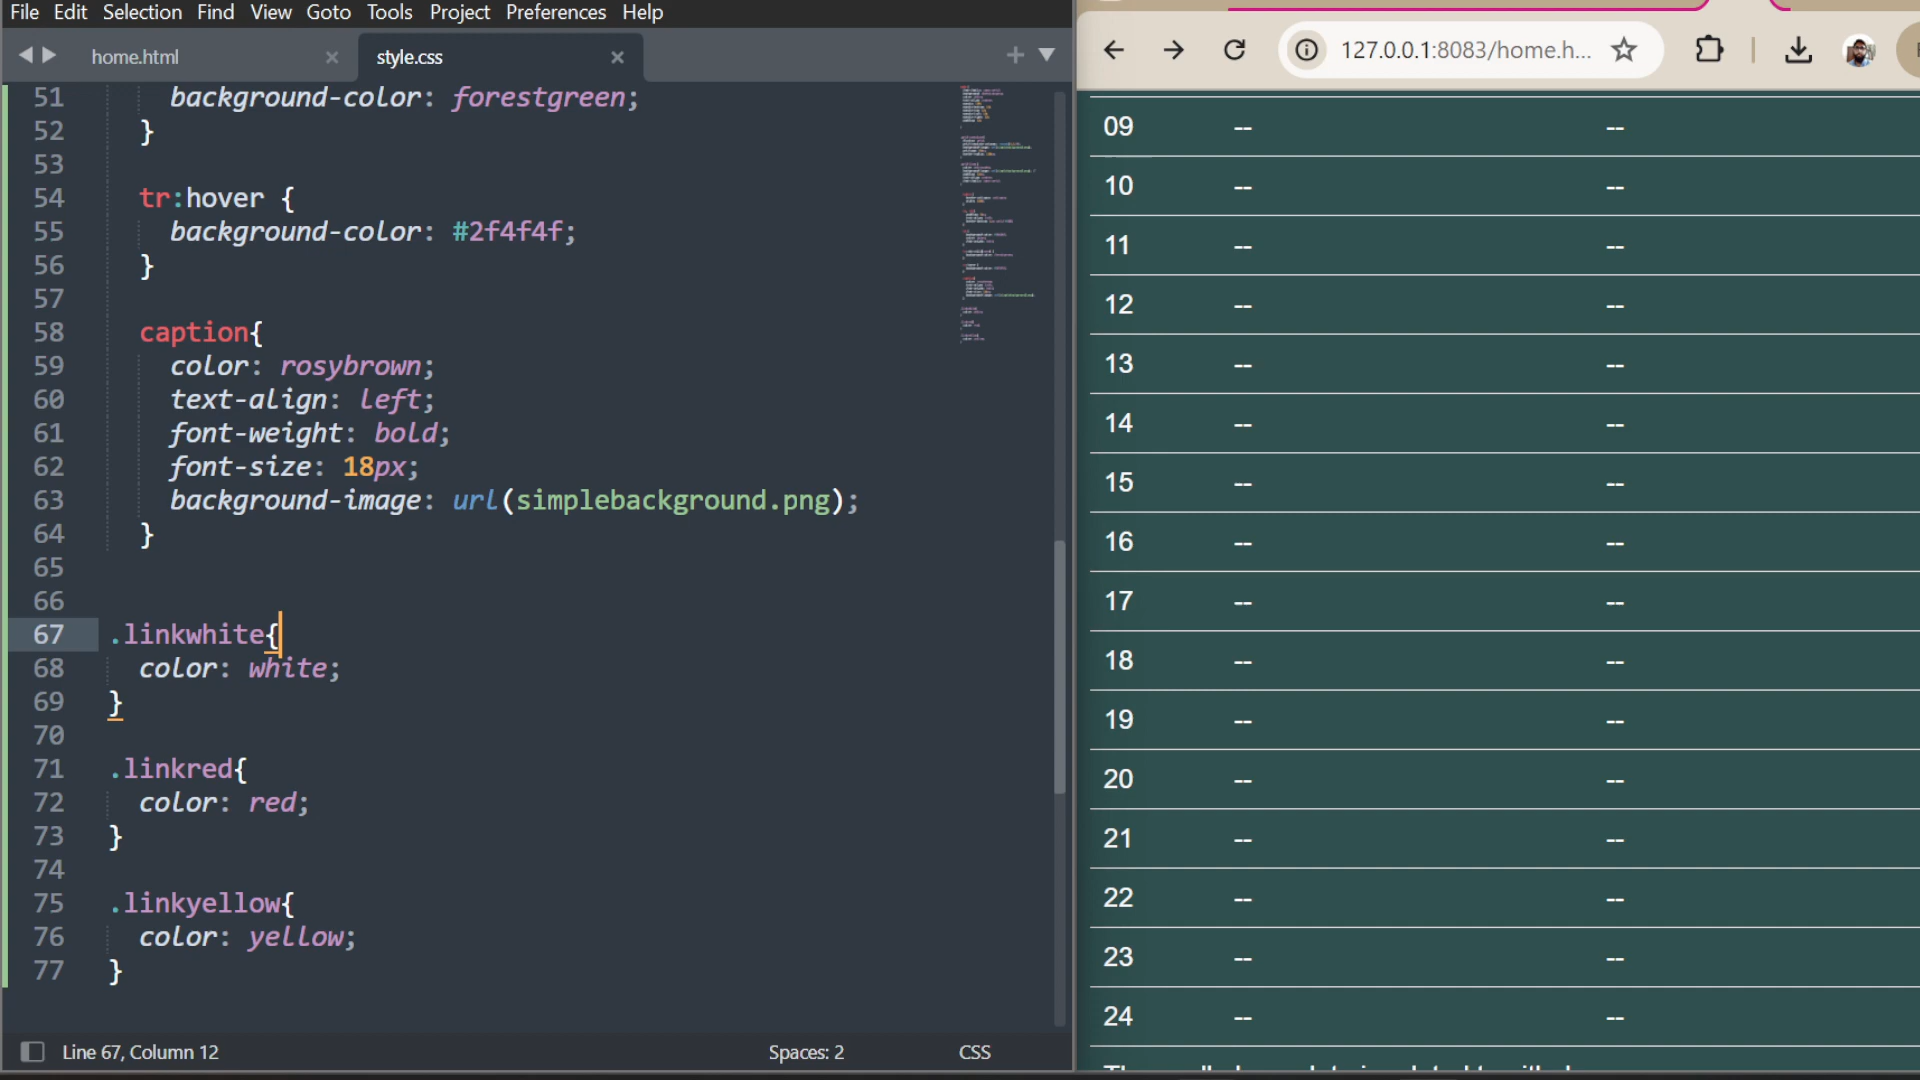 File Edit Selection Find View Goto Tools Project Preferences Help
home.html
style.css
51 background-color: forestgreen;
52 }
53
54 tr:hover {
55 background-color: #2f4f4f;
56 }
57
58 caption{
59 color: rosybrown;
60 text-align: left;
61 font-weight: bold;
62 font-size: 18px;
63 background-image: url(simplebackground.png);
64 }
65
66
67 .linkwhite{
68 color: white;
69 }
70
71 .linkred{
72 color: red;
73 }
74
75 .linkyellow{
76 color: yellow;
77 }
Line 67, Column 12
Spaces: 2
CSS
127.0.0.1:8083/home.h...
09 -- --
10 -- --
11 -- --
12 -- --
13 -- --
14 -- --
15 -- --
16 -- --
17 -- --
18 -- --
19 -- --
20 -- --
21 -- --
22 -- --
23 -- --
24 -- --